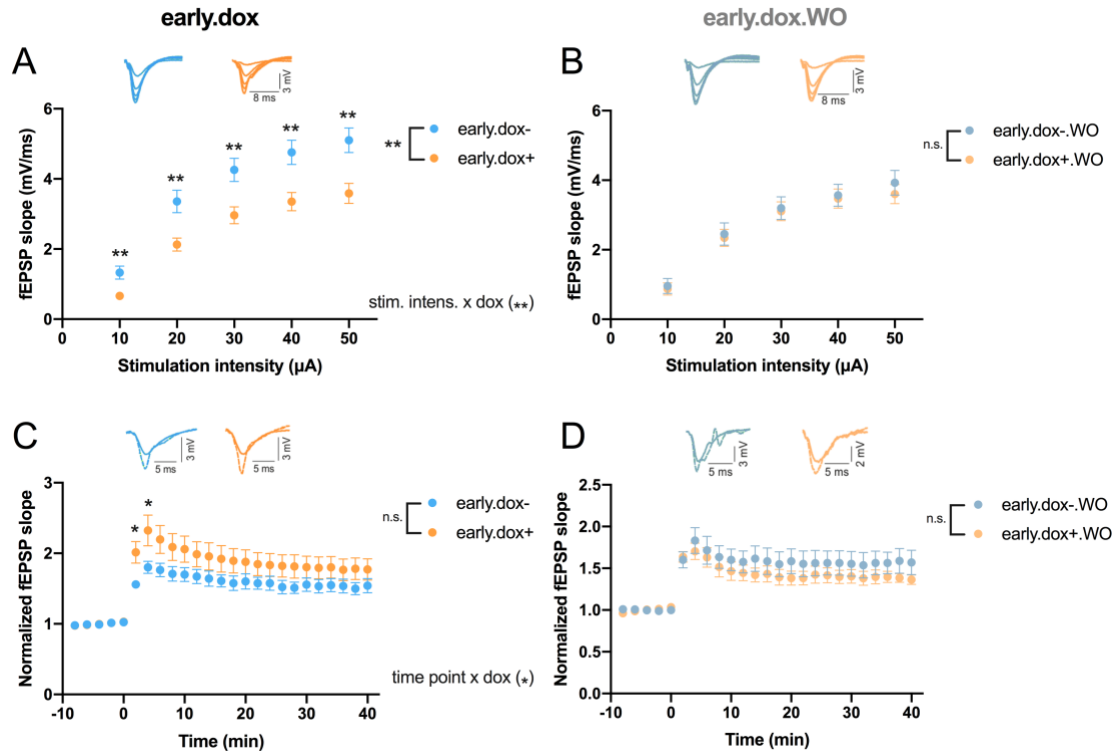 early.dox
early.dox.WO
A
8 ms
3 mV
fEPSP slope (mV/ms)
6
4
2
0
**
**
**
**
**
0 10 20 30 40 50
Stimulation intensity (µA)
**
early.dox-
early.dox+
stim. intens. x dox (**)
B
8 ms
3 mV
fEPSP slope (mV/ms)
6
4
2
0
0 10 20 30 40 50
Stimulation intensity (µA)
n.s.
early.dox-.WO
early.dox+.WO
C
5 ms
3 mV
5 ms
3 mV
Normalized fEPSP slope
3
2
1
0
*
*
-10 0 10 20 30 40
Time (min)
n.s.
early.dox-
early.dox+
time point x dox (*)
D
5 ms
3 mV
5 ms
2 mV
Normalized fEPSP slope
2.5
2.0
1.5
1.0
0.5
0.0
-10 0 10 20 30 40
Time (min)
n.s.
early.dox-.WO
early.dox+.WO